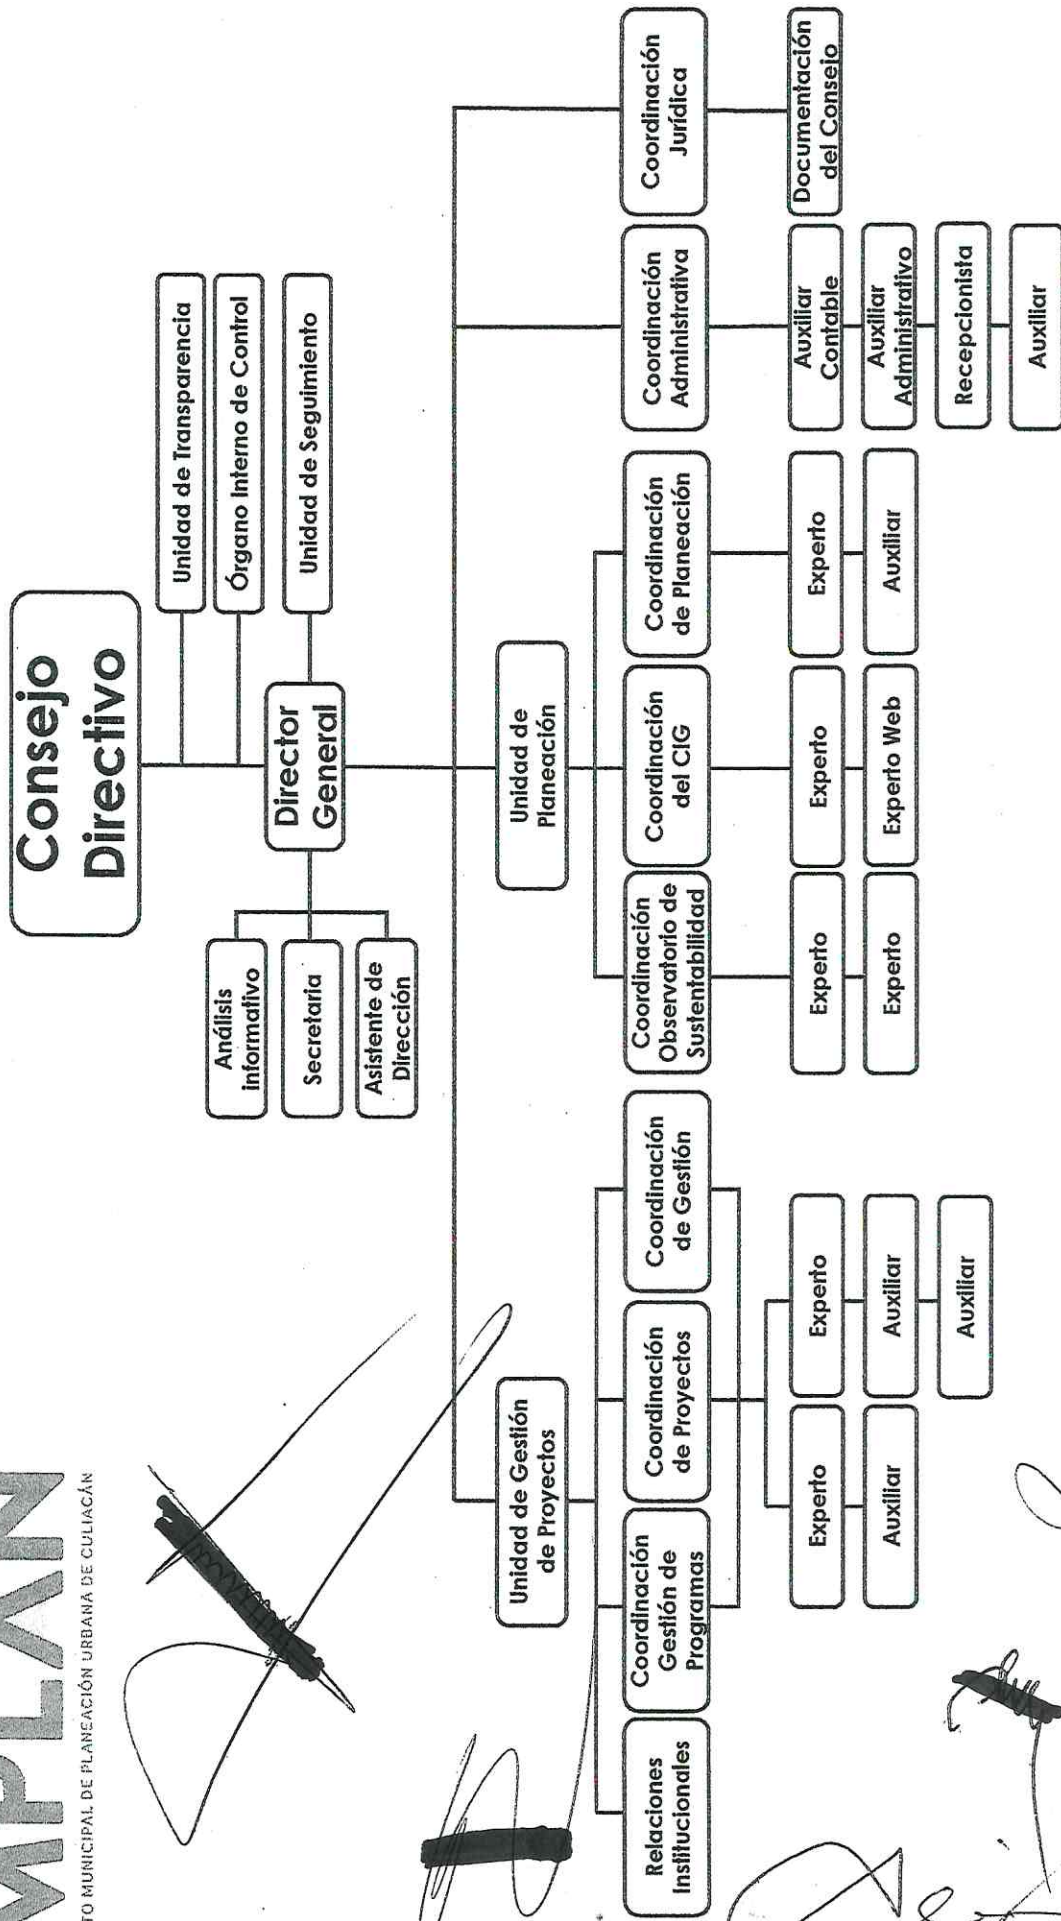 MPLAN
TO MUNICIPAL DE PLANEACIÓN URBANA DE CULIACÁN
Consejo
Directivo
Unidad de Transparencia
Órgano Interno de Control
Unidad de Seguimiento
Director
General
Análisis
informativo
Secretaria
Asistente de
Dirección
Unidad de Gestión
de Proyectos
Unidad de
Planeación
Relaciones
Institucionales
Coordinación
Gestión de
Programas
Coordinación
de Proyectos
Coordinación
de Gestión
Coordinación
Observatorio de
Sustentabilidad
Coordinación
del CIG
Coordinación
de Planeación
Coordinación
Administrativa
Coordinación
Jurídica
Experto
Auxiliar
Experto
Auxiliar
Auxiliar
Experto
Experto
Experto
Experto Web
Experto
Auxiliar
Auxiliar
Contable
Auxiliar
Administrativo
Recepcionista
Auxiliar
Documentación
del Consejo